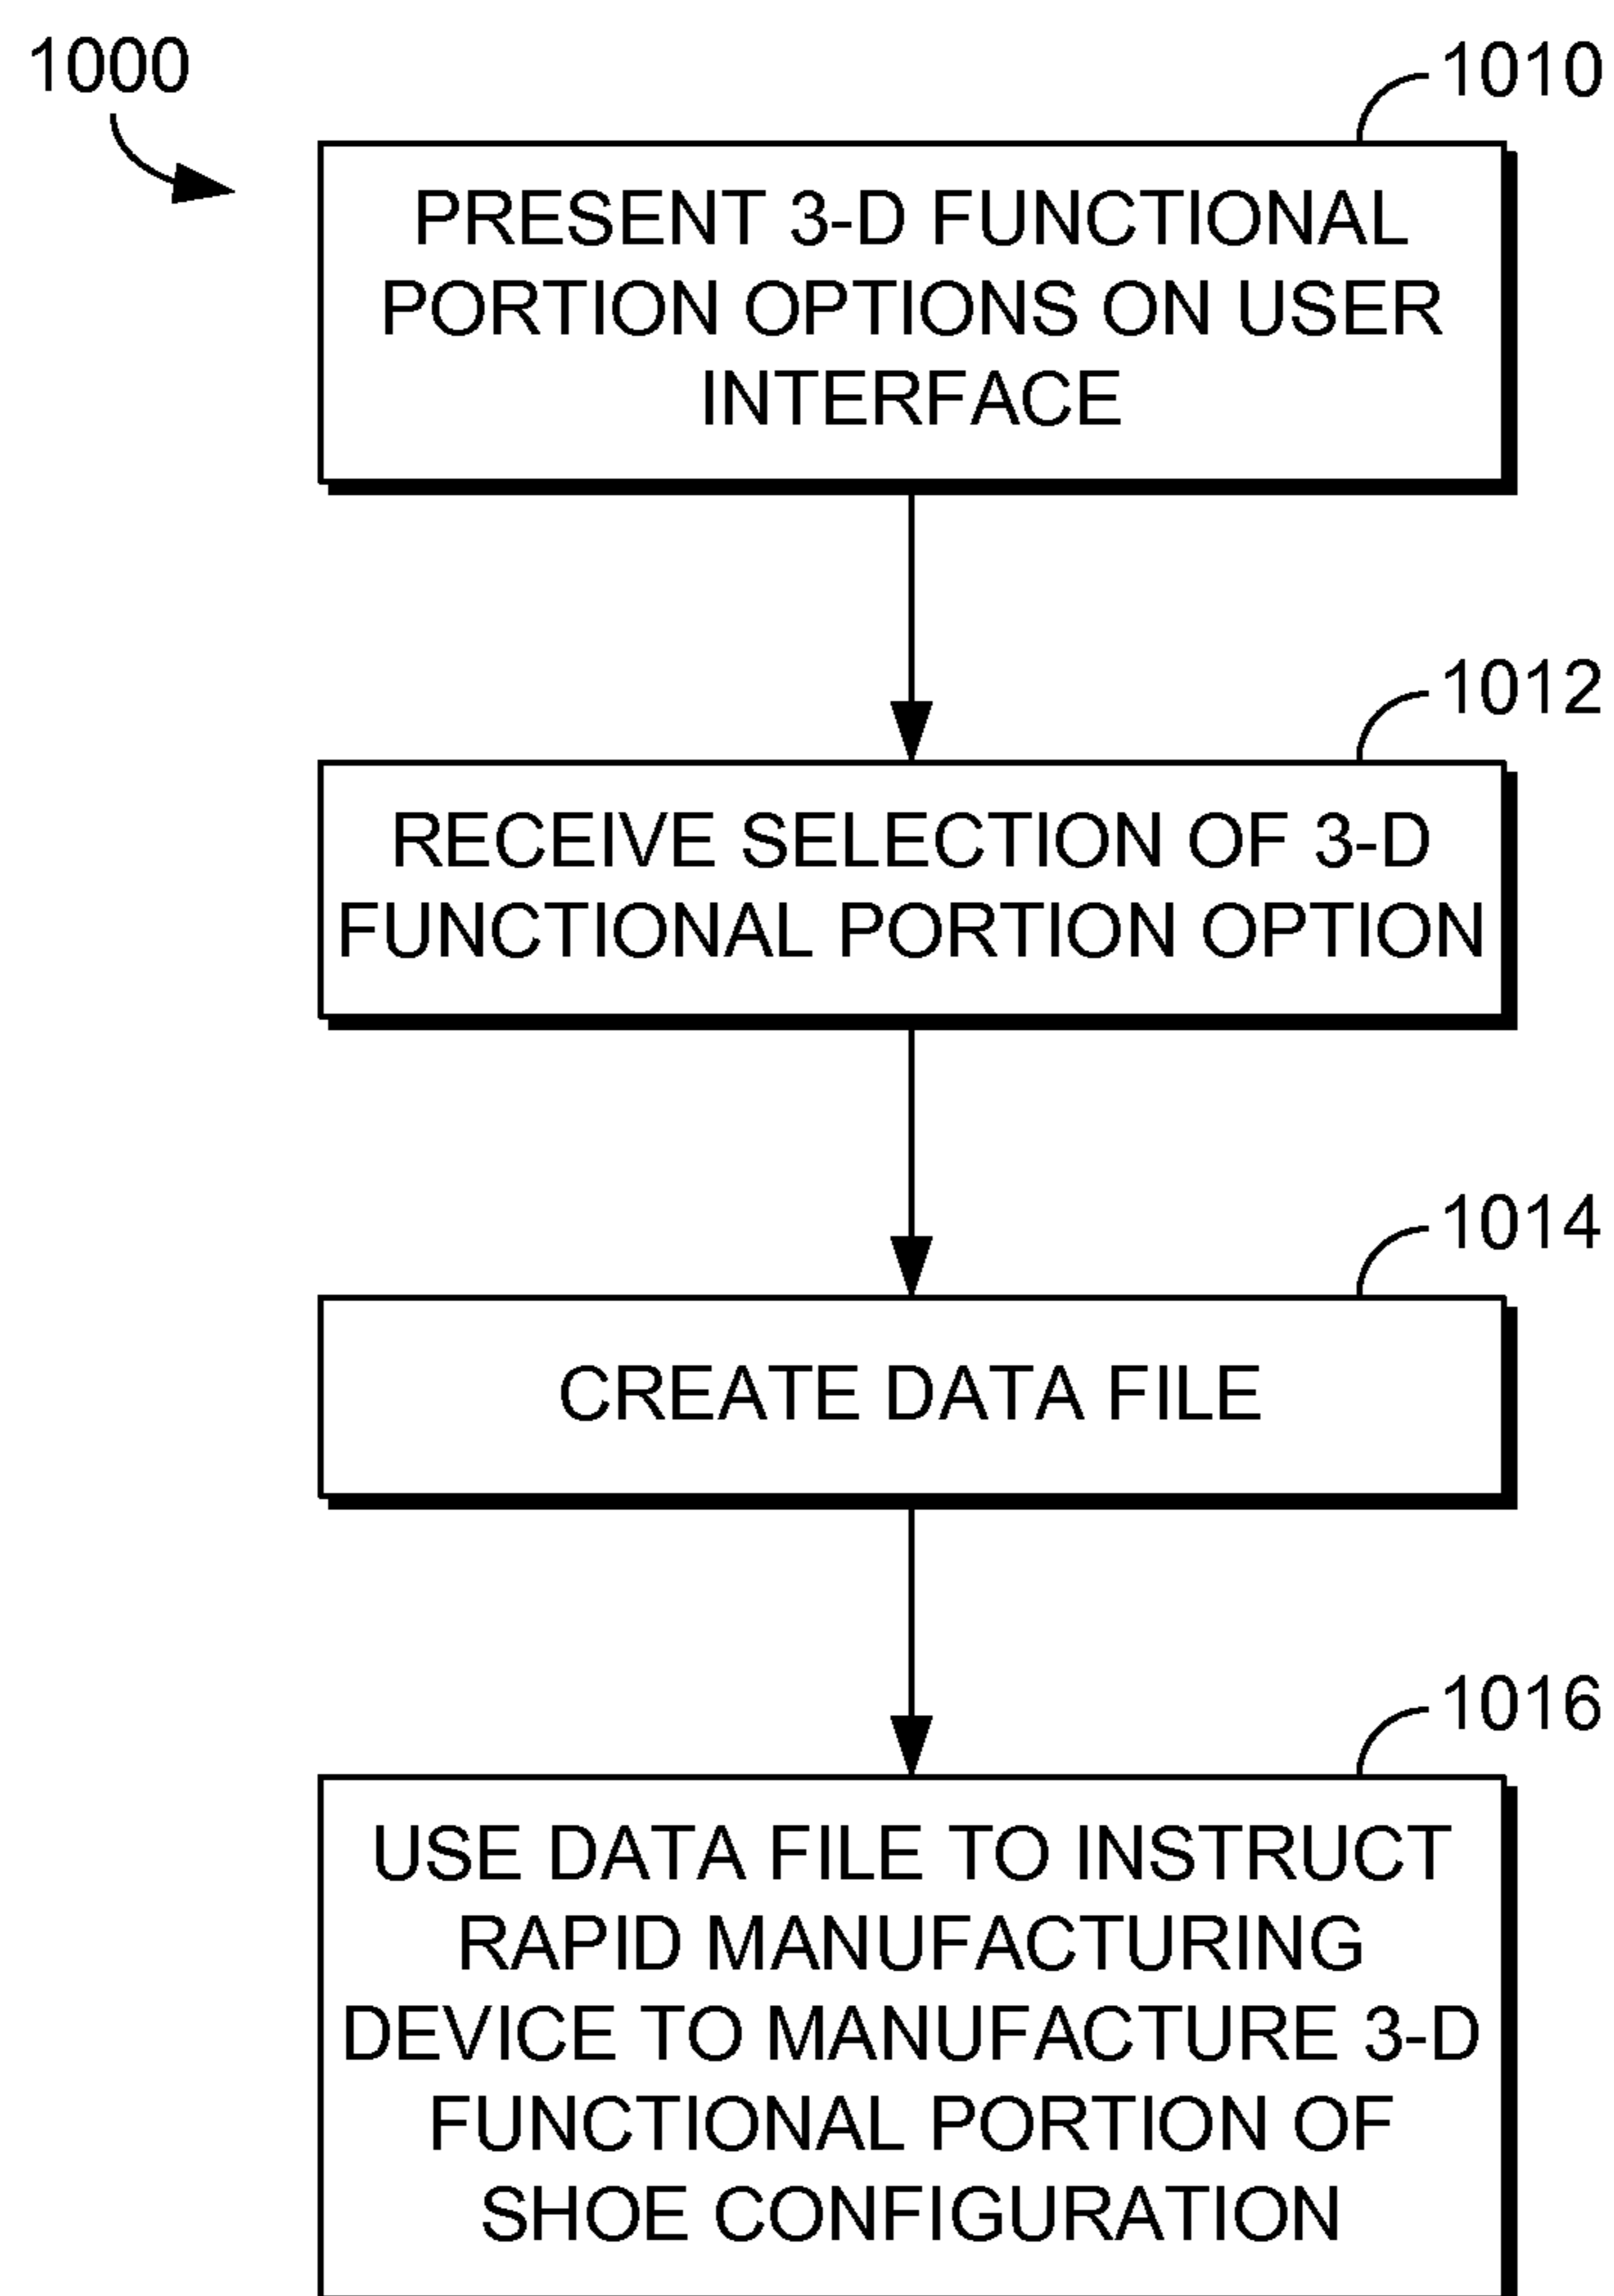 1000
1010
PRESENT 3-D FUNCTIONAL
PORTION OPTIONS ON USER
INTERFACE
1012
RECEIVE SELECTION OF 3-D
FUNCTIONAL PORTION OPTION
1014
CREATE DATA FILE
1016
USE DATA FILE TO INSTRUCT
RAPID MANUFACTURING
DEVICE TO MANUFACTURE 3-D
FUNCTIONAL PORTION OF
SHOE CONFIGURATION